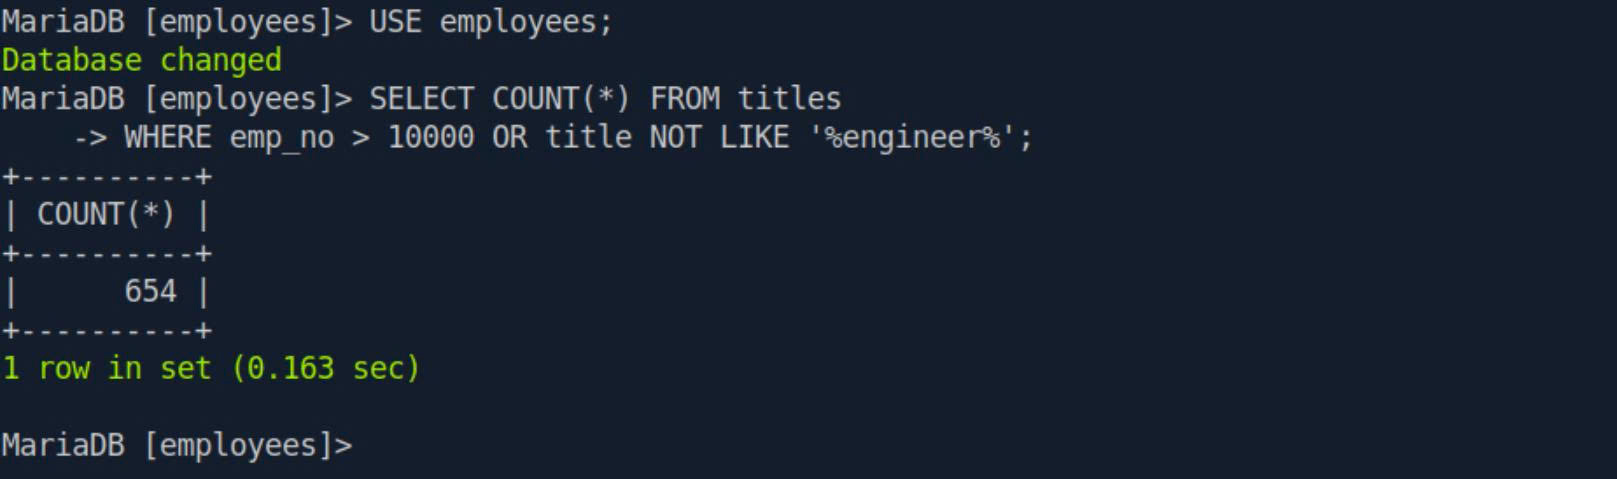 MariaDB [employees]> USE employees;
Database changed
MariaDB [employees]> SELECT COUNT(*) FROM titles
    -> WHERE emp_no > 10000 OR title NOT LIKE '%engineer%';
+----------+
| COUNT(*) |
+----------+
|      654 |
+----------+
1 row in set (0.163 sec)

MariaDB [employees]>